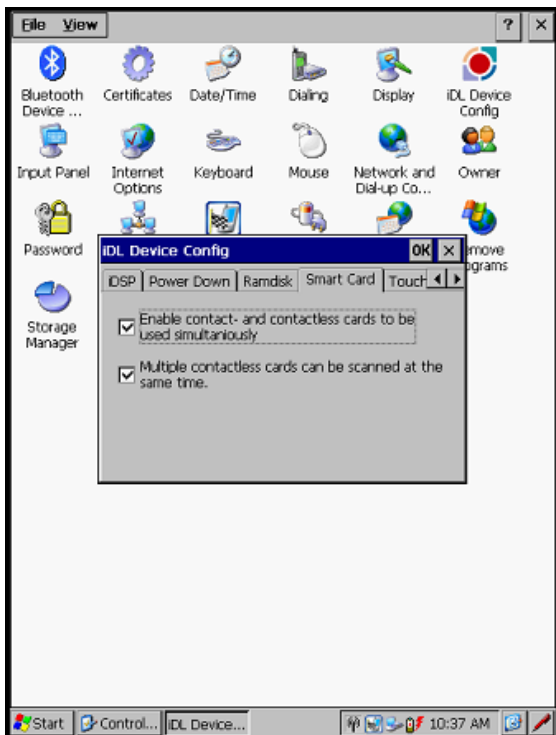 File View ? ×
Bluetooth Device ...
Certificates
Date/Time
Dialing
Display
iDL Device Config
Input Panel
Internet Options
Keyboard
Mouse
Network and Dial-up Co...
Owner
Password
emove
ograms
Storage Manager
iDL Device Config OK ×
iDSP Power Down Ramdisk Smart Card Touch
Enable contact- and contactless cards to be
used simultaniously
Multiple contactless cards can be scanned at the
same time.
Start Control... iDL Device... 10:37 AM